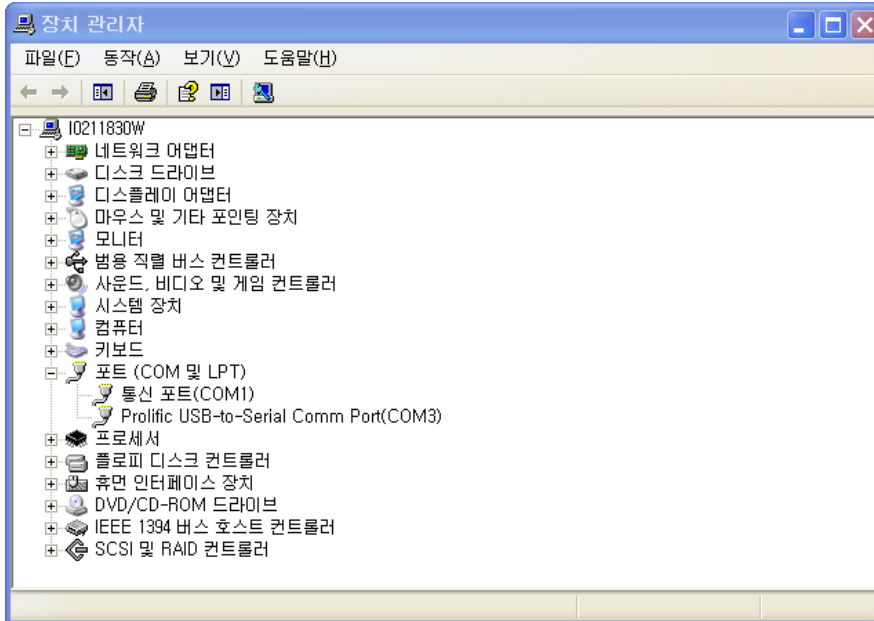 장치 관리자
파일(F) 동작(A) 보기(V) 도움말(H)
I0211830W
네트워크 어댑터
디스크 드라이브
디스플레이 어댑터
마우스 및 기타 포인팅 장치
모니터
범용 직렬 버스 컨트롤러
사운드, 비디오 및 게임 컨트롤러
시스템 장치
컴퓨터
키보드
포트 (COM 및 LPT)
통신 포트(COM1)
Prolific USB-to-Serial Comm Port(COM3)
프로세서
플로피 디스크 컨트롤러
휴먼 인터페이스 장치
DVD/CD-ROM 드라이브
IEEE 1394 버스 호스트 컨트롤러
SCSI 및 RAID 컨트롤러